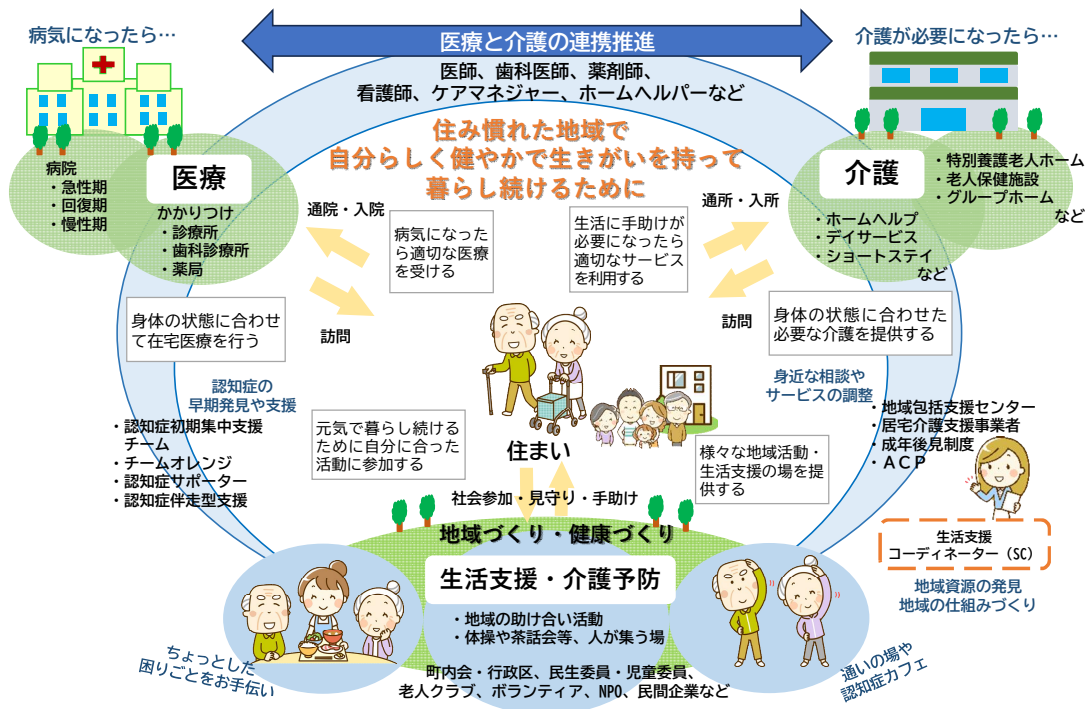 病気になったら…
医療と介護の連携推進
介護が必要になったら…
医師、歯科医師、薬剤師、
看護師、ケアマネジャー、ホームヘルパーなど
住み慣れた地域で
自分らしく健やかで生きがいを持って
暮らし続けるために
病院
・急性期
・回復期
・慢性期
医療
かかりつけ
・診療所
・歯科診療所
・薬局
介護
・特別養護老人ホーム
・老人保健施設
・グループホーム
など
・ホームヘルプ
・デイサービス
・ショートステイ
など
通院・入院
病気になった
ら適切な医療
を受ける
生活に手助けが
必要になったら
適切なサービス
を利用する
通所・入所
身体の状態に合わせ
て在宅医療を行う
訪問
訪問
身体の状態に合わせた
必要な介護を提供する
認知症の
早期発見や支援
・認知症初期集中支援
チーム
・チームオレンジ
・認知症サポーター
・認知症伴走型支援
元気で暮らし続ける
ために自分に合った
活動に参加する
住まい
様々な地域活動・
生活支援の場を提
供する
身近な相談や
サービスの調整
・地域包括支援センター
・居宅介護支援事業者
・成年後見制度
・ＡＣＰ
生活支援
コーディネーター（SC）
地域資源の発見
地域の仕組みづくり
社会参加・見守り・手助け
地域づくり・健康づくり
生活支援・介護予防
・地域の助け合い活動
・体操や茶話会等、人が集う場
町内会・行政区、民生委員・児童委員、
老人クラブ、ボランティア、NPO、民間企業など
ちょっとした
困りごとをお手伝い
通いの場や
認知症カフェ